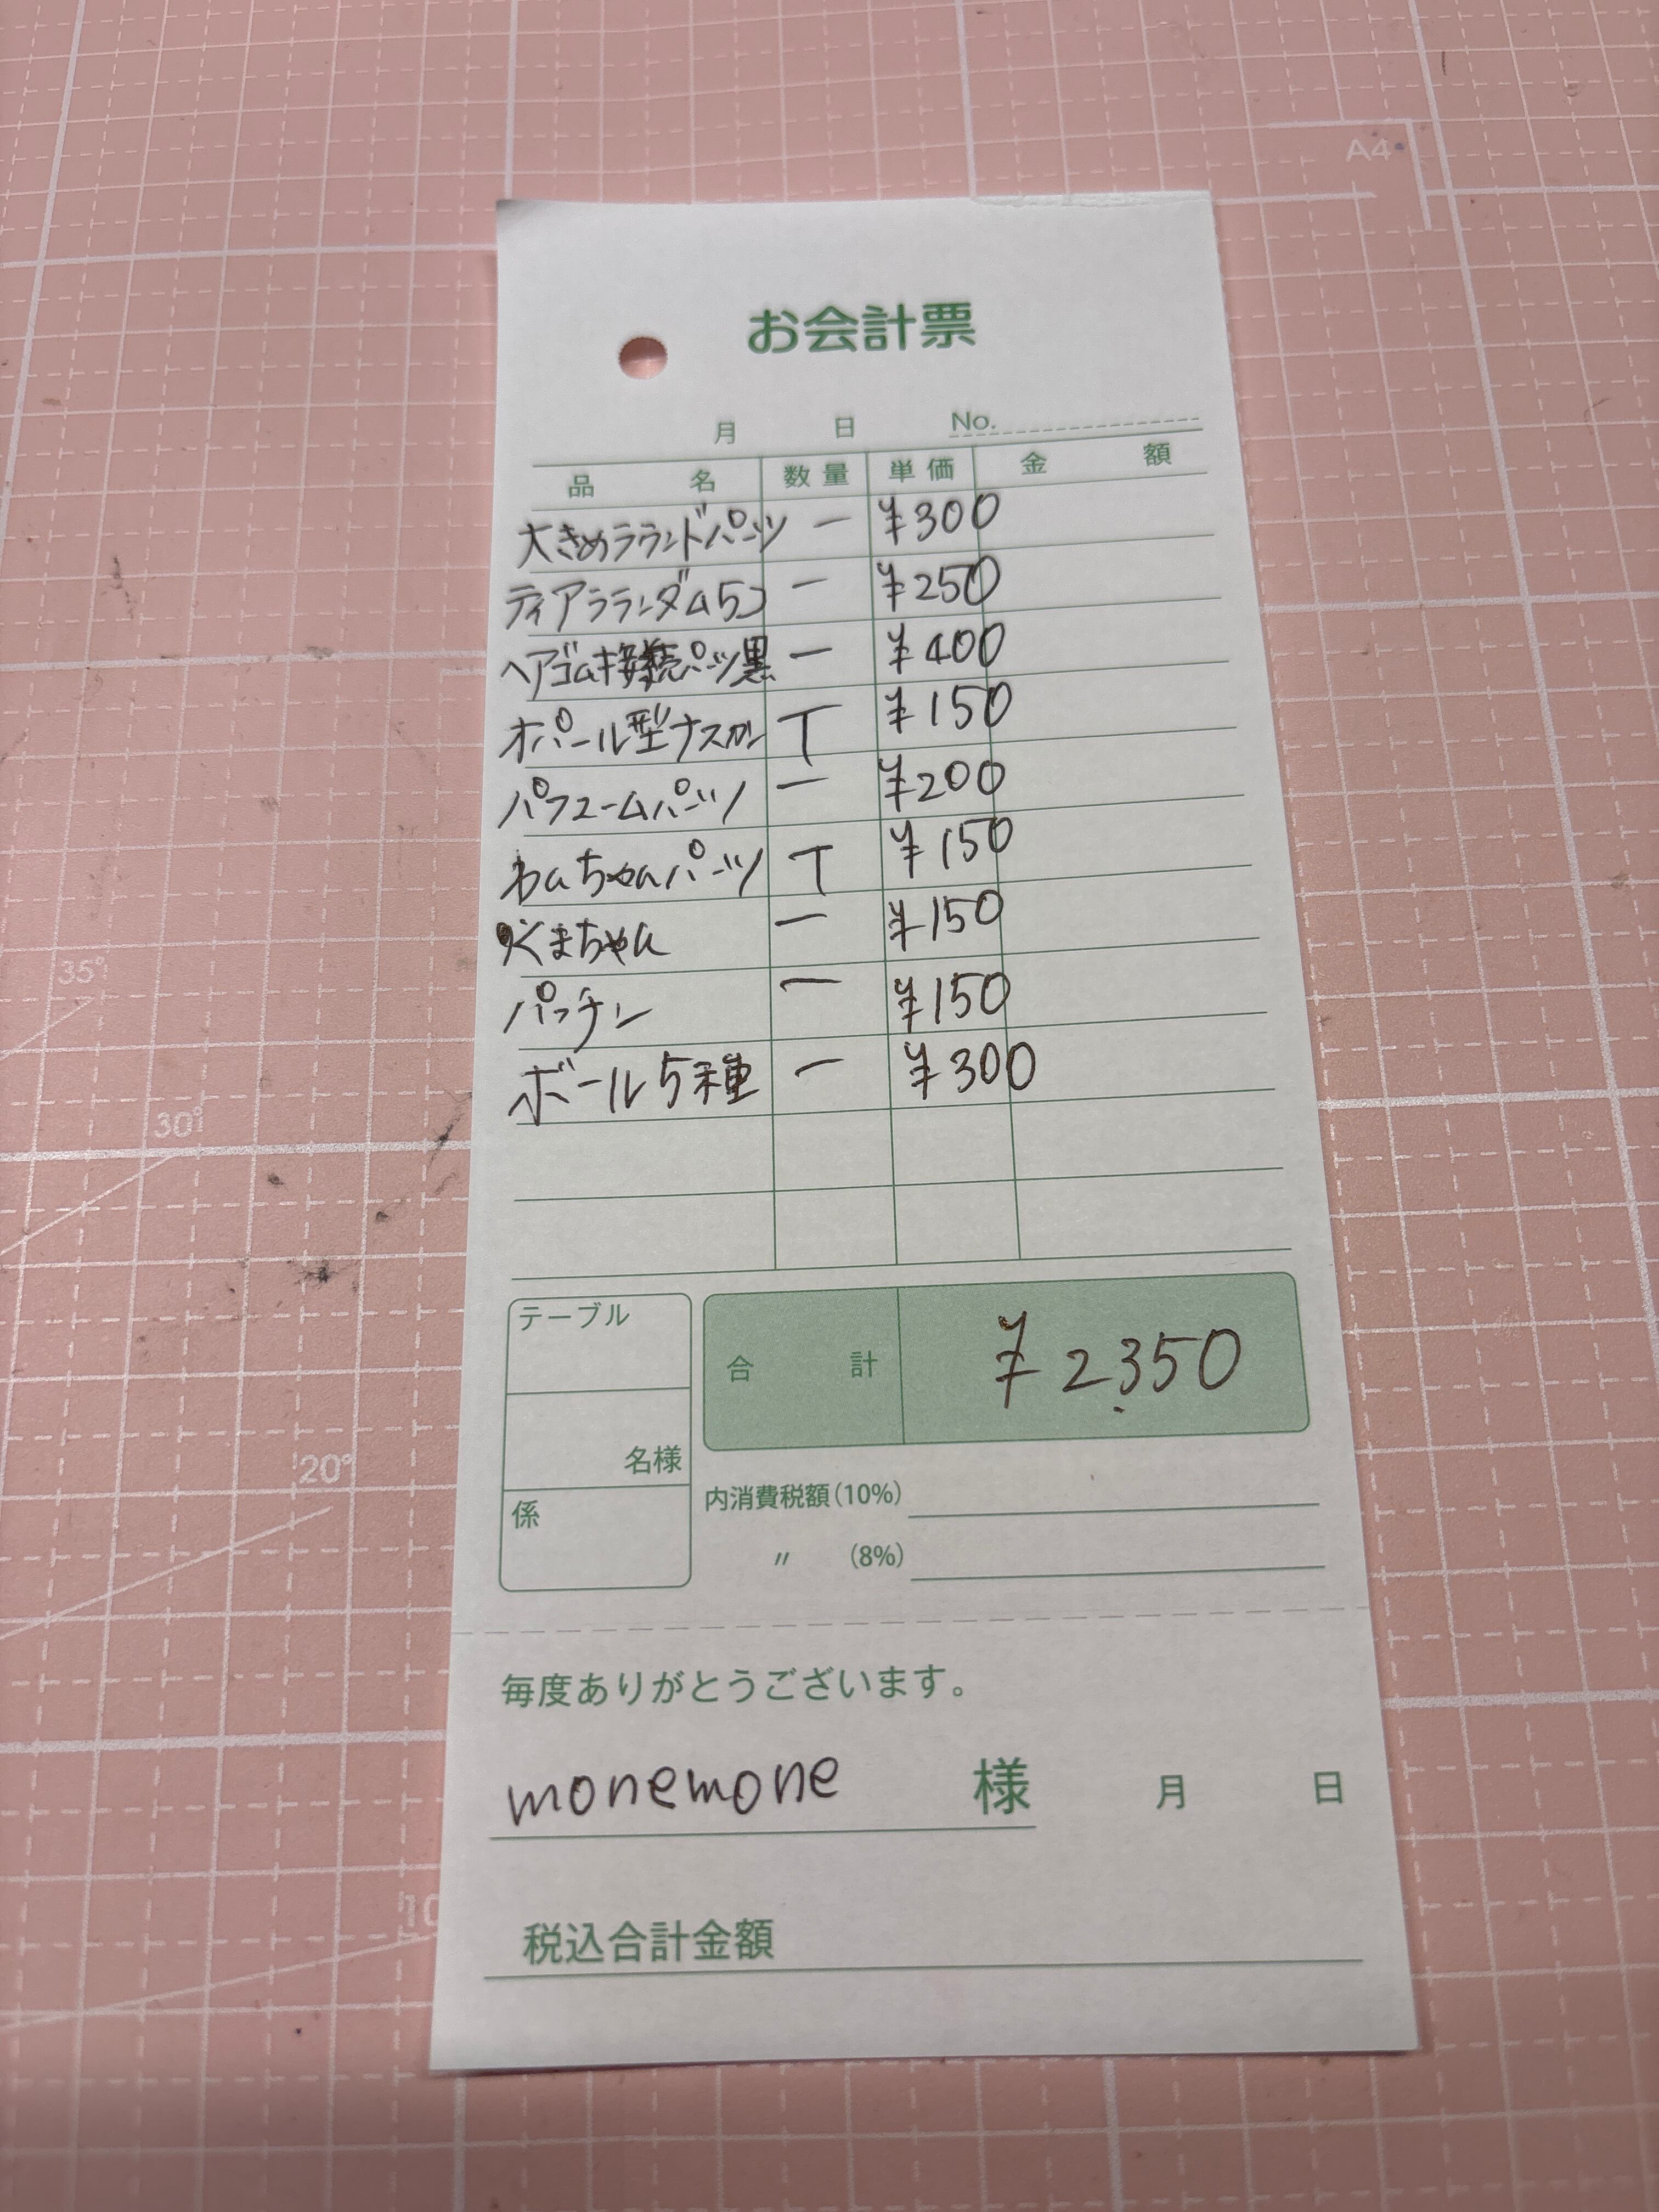 A4
お会計票
月 日 No.
品名 数量 単価 金額
大きめラウンドパーツ 一 ¥300
ティアラランダム5コ 一 ¥250
ヘアゴム接続パーツ黒 一 ¥400
オパール型ナスカン T ¥150
パフュームパーツ 一 ¥200
わんちゃんパーツ T ¥150
くまちゃん 一 ¥150
パッチン 一 ¥150
ボール5種 一 ¥300
35°
30°
20°
10
テーブル
名様
係
合計 ¥2350
内消費税額(10%)
〃 (8%)
毎度ありがとうございます。
monemone 様 月 日
税込合計金額